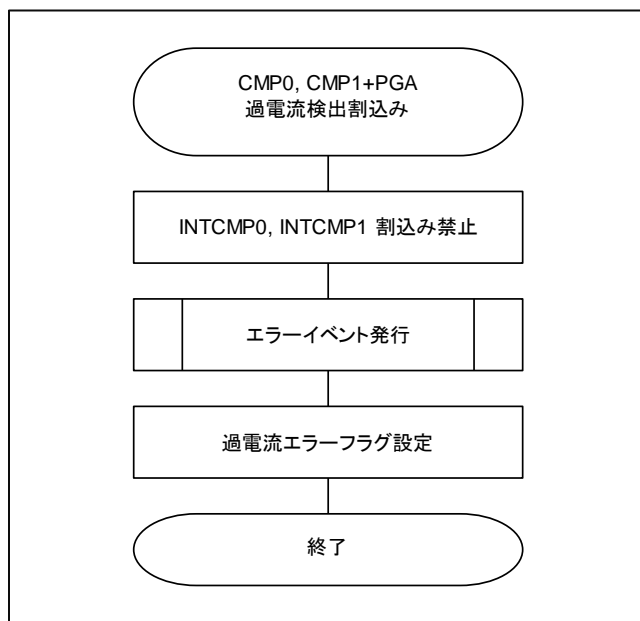 CMP0, CMP1+PGA
過電流検出割込み
INTCMP0, INTCMP1 割込み禁止
エラーイベント発行
過電流エラーフラグ設定
終了